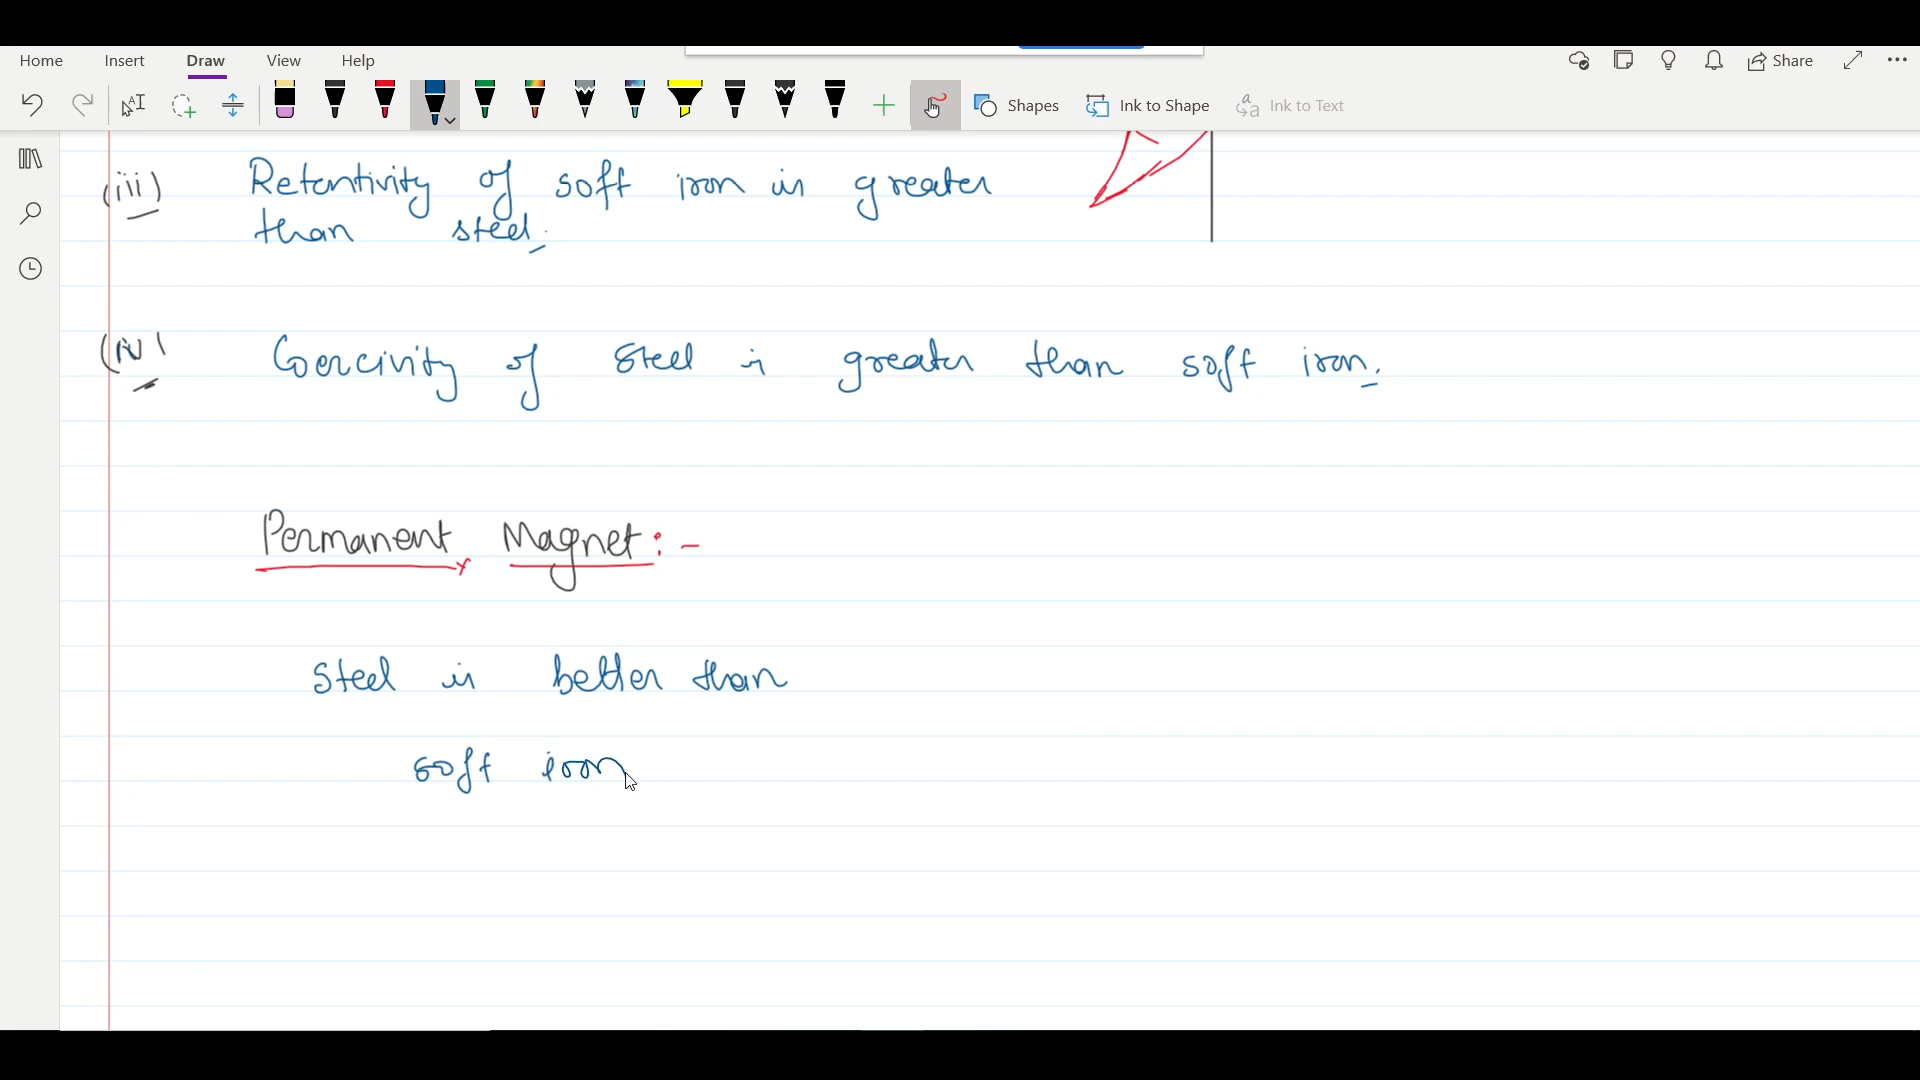 Home Insert Draw View Help Share
Shapes Ink to Shape Ink to Text
(iii) Retentivity of soft iron is greater
than steel.
(iv) Coercivity of steel is greater than soft iron.
Permanent Magnet :-
Steel is better than
soft iron